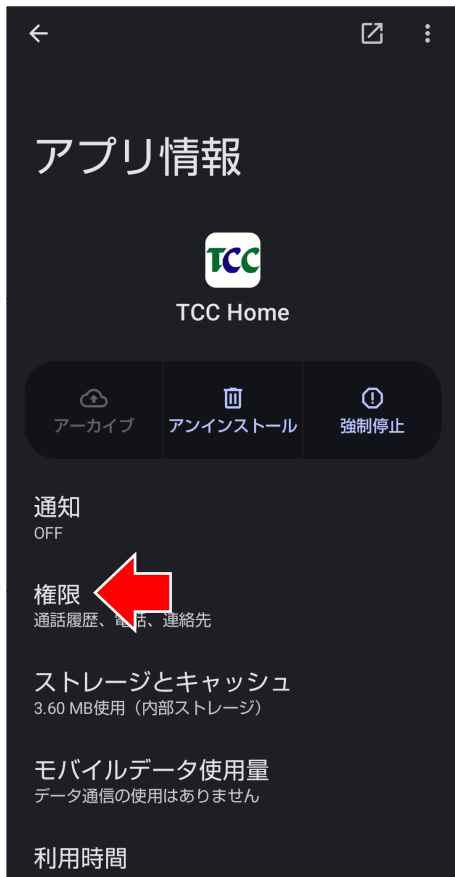 アプリ情報
TCC
TCC Home
アーカイブ
アンインストール
強制停止
通知
OFF
権限
通話履歴、電話、連絡先
ストレージとキャッシュ
3.60 MB使用（内部ストレージ）
モバイルデータ使用量
データ通信の使用はありません
利用時間